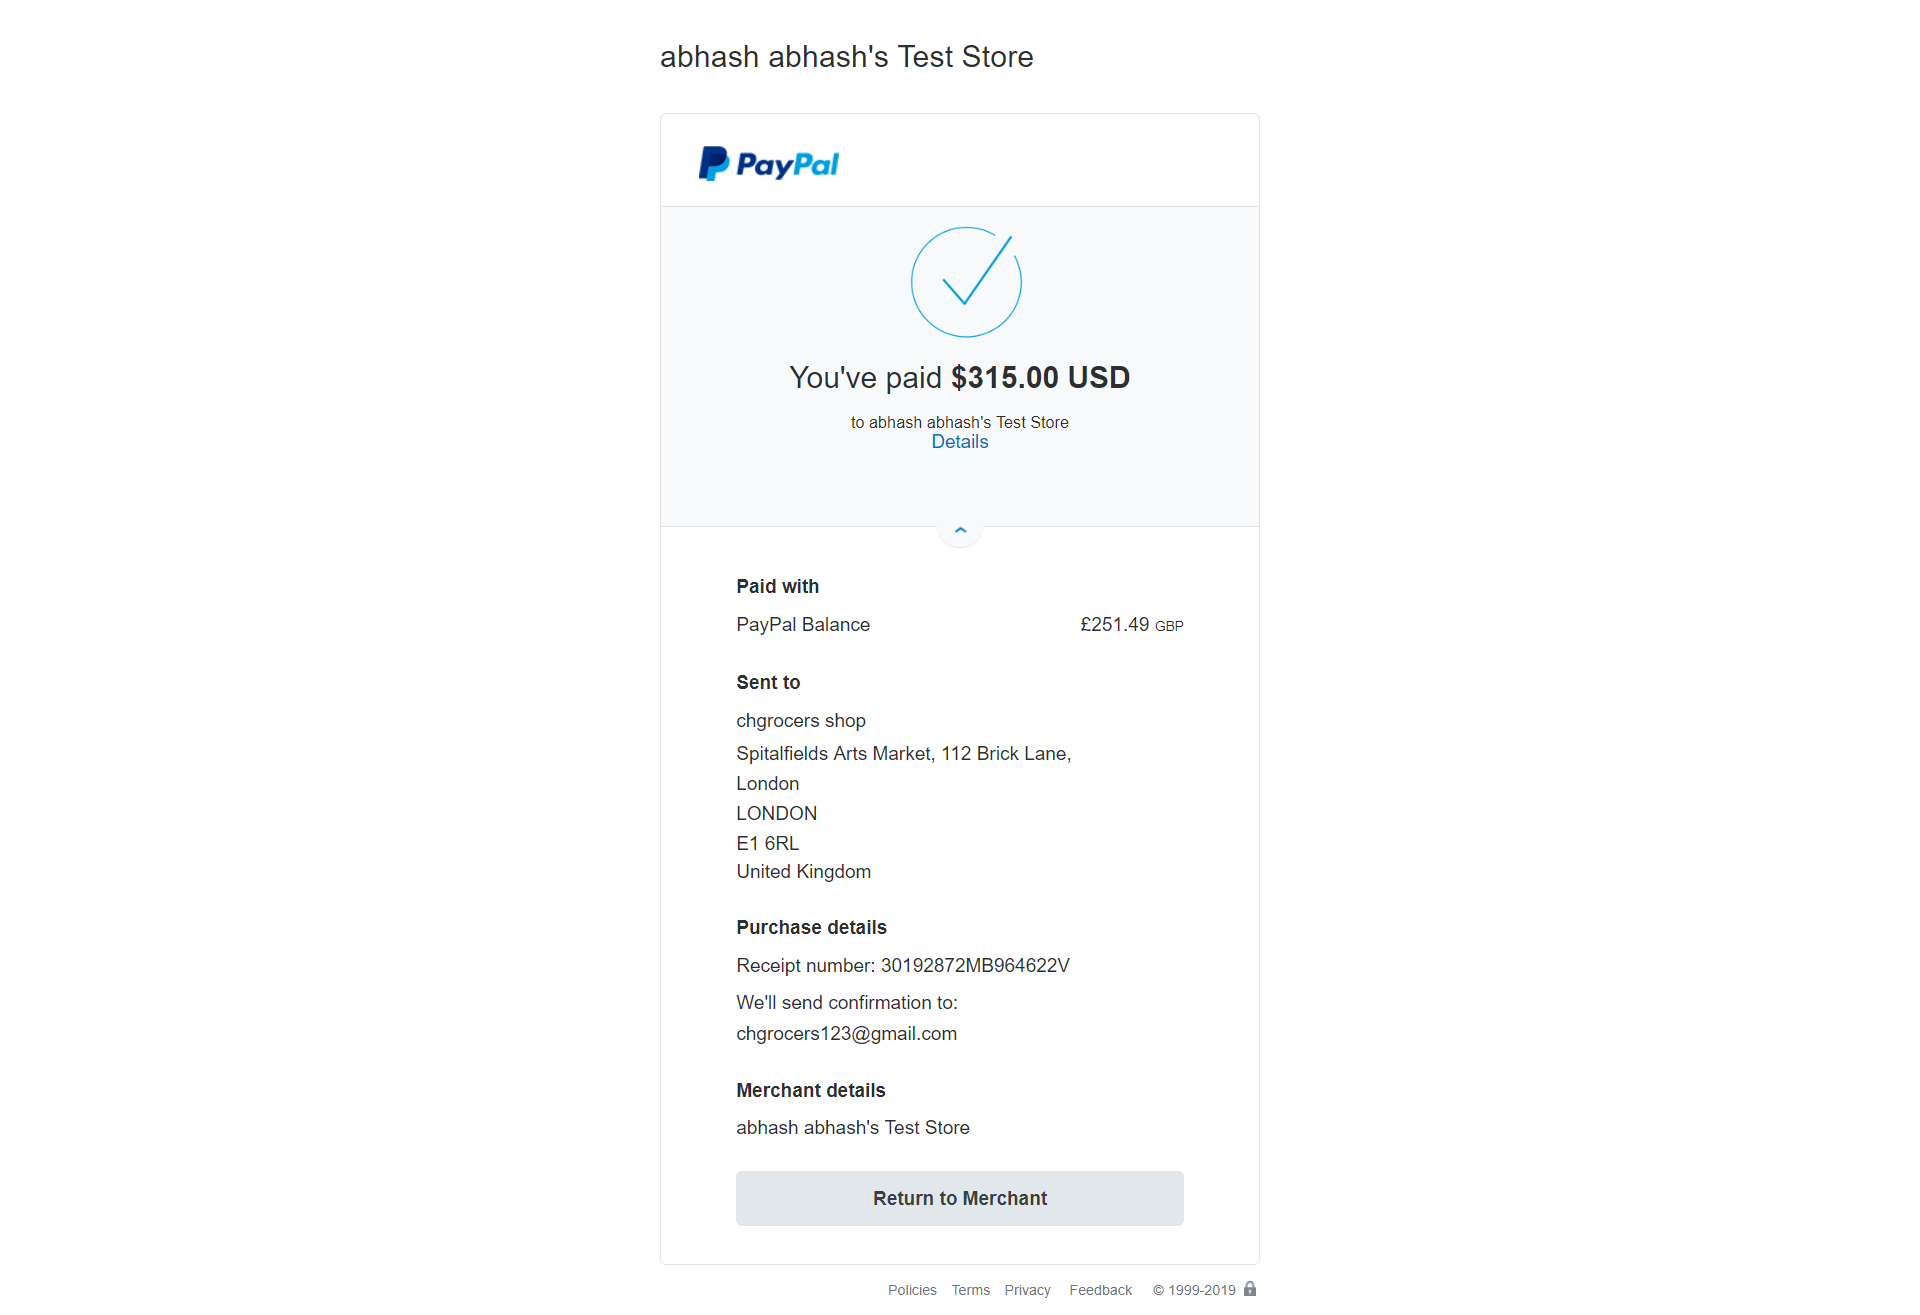 abhash abhash's Test Store
PayPal
You've paid $315.00 USD
to abhash abhash's Test Store
Details
Paid with
PayPal Balance £251.49 GBP
Sent to
chgrocers shop
Spitalfields Arts Market, 112 Brick Lane,
London
LONDON
E1 6RL
United Kingdom
Purchase details
Receipt number: 30192872MB964622V
We'll send confirmation to:
chgrocers123@gmail.com
Merchant details
abhash abhash's Test Store
Return to Merchant
Policies Terms Privacy Feedback © 1999-2019